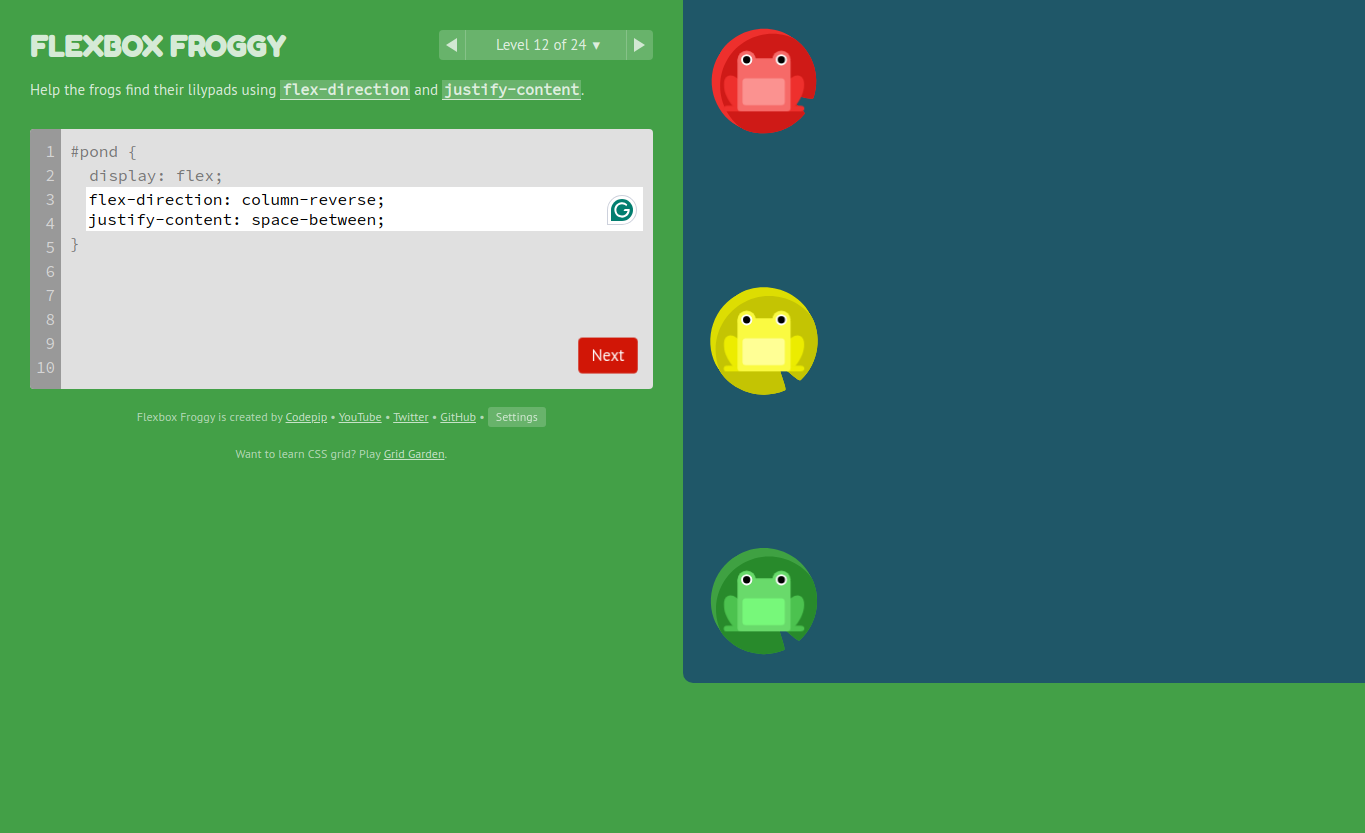 FLEXBOX FROGGY
Level 12 of 24 ▾
Help the frogs find their lilypads using flex-direction and justify-content.
1 #pond {
2 display: flex;
3 flex-direction: column-reverse;
4 justify-content: space-between;
5 }
6
7
8
9
10
Next
Flexbox Froggy is created by Codepip • YouTube • Twitter • GitHub • Settings
Want to learn CSS grid? Play Grid Garden.